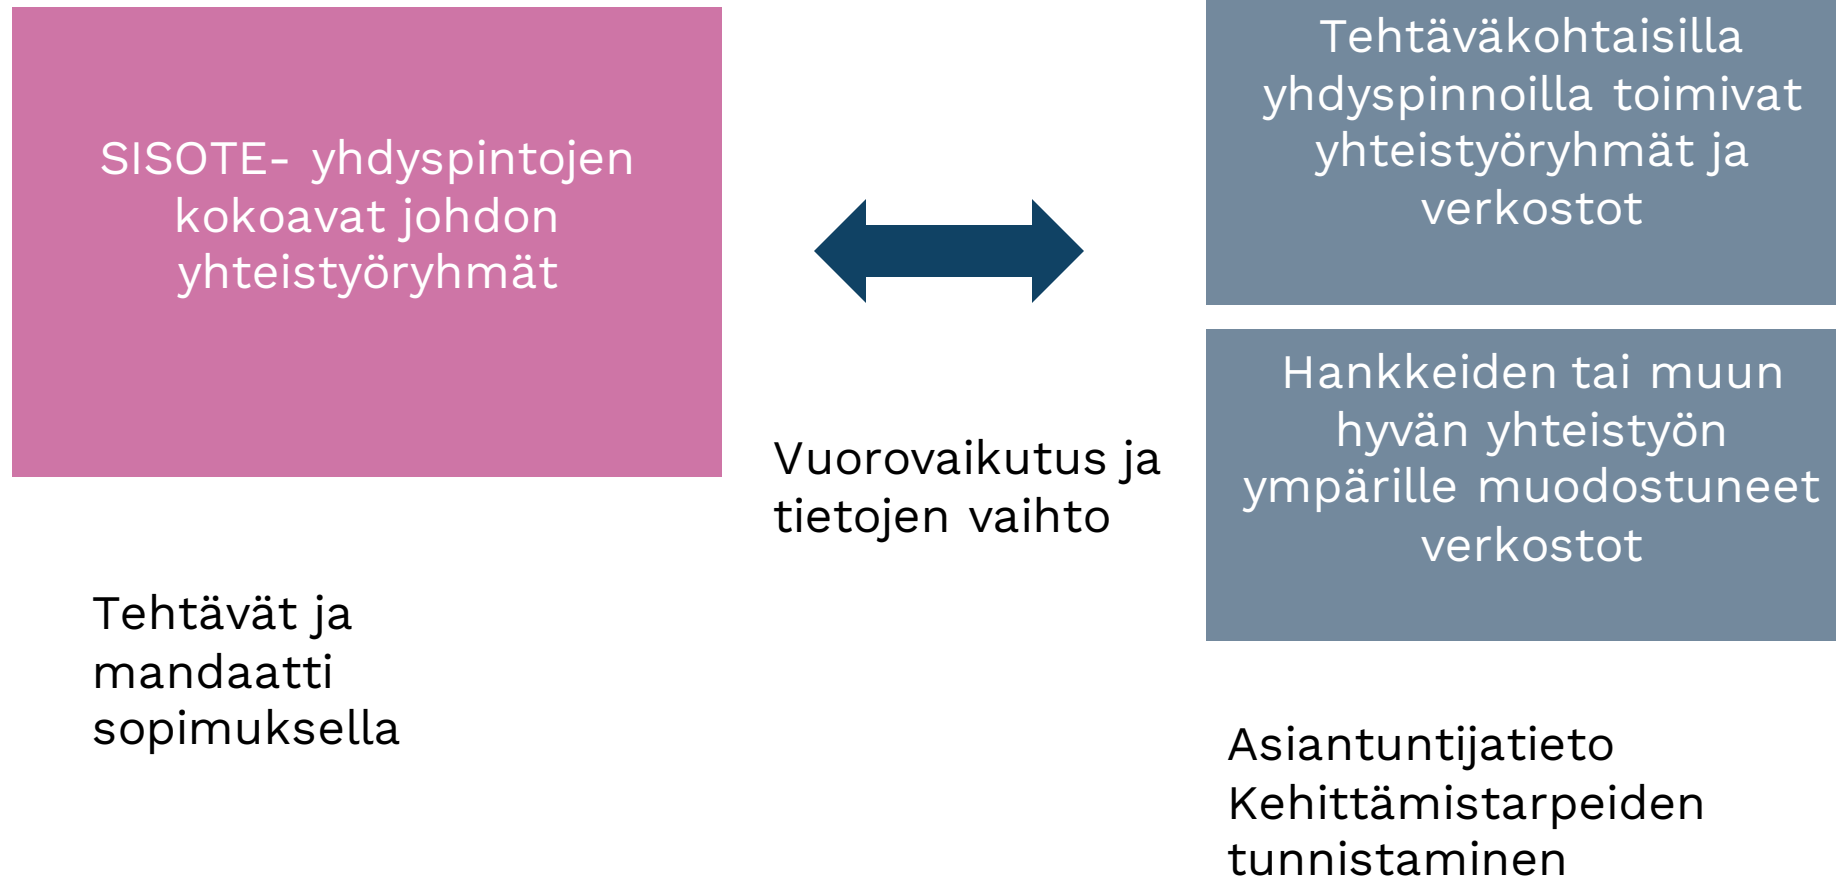 SISOTE- yhdyspintojen
kokoavat johdon
yhteistyöryhmät
Tehtävät ja
mandaatti
sopimuksella
Vuorovaikutus ja
tietojen vaihto
Tehtäväkohtaisilla
yhdyspinnoilla toimivat
yhteistyöryhmät ja
verkostot
Hankkeiden tai muun
hyvän yhteistyön
ympärille muodostuneet
verkostot
Asiantuntijatieto
Kehittämistarpeiden
tunnistaminen